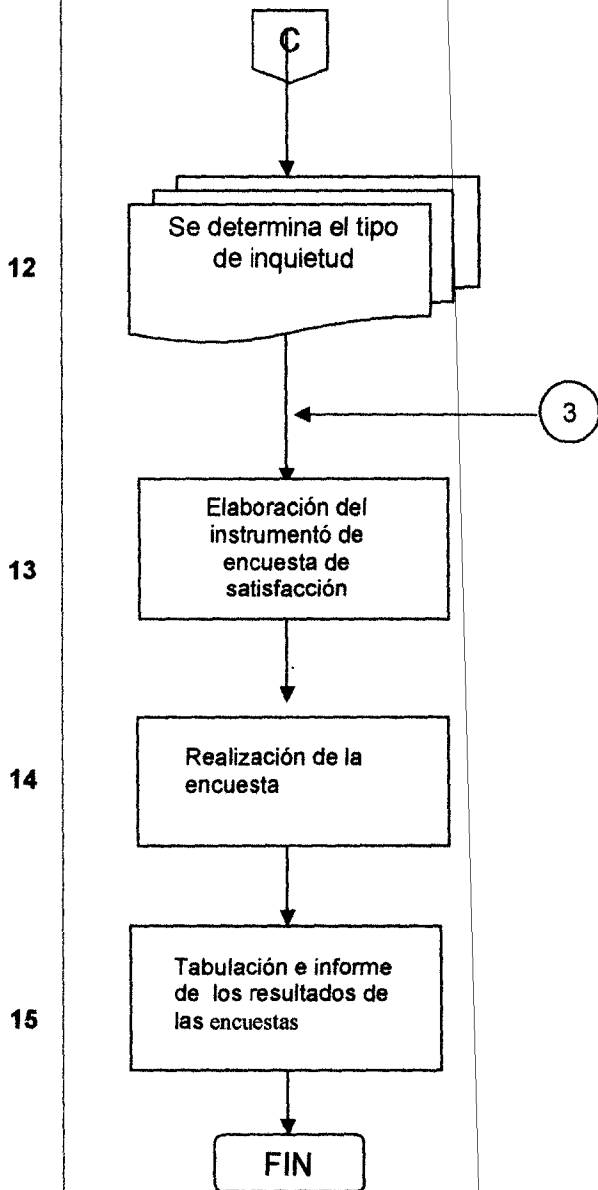 C
12
Se determina el tipo
de inquietud
3
13
Elaboración del
instrumentó de
encuesta de
satisfacción
14
Realización de la
encuesta
15
Tabulación e informe
de los resultados de
las encuestas
FIN